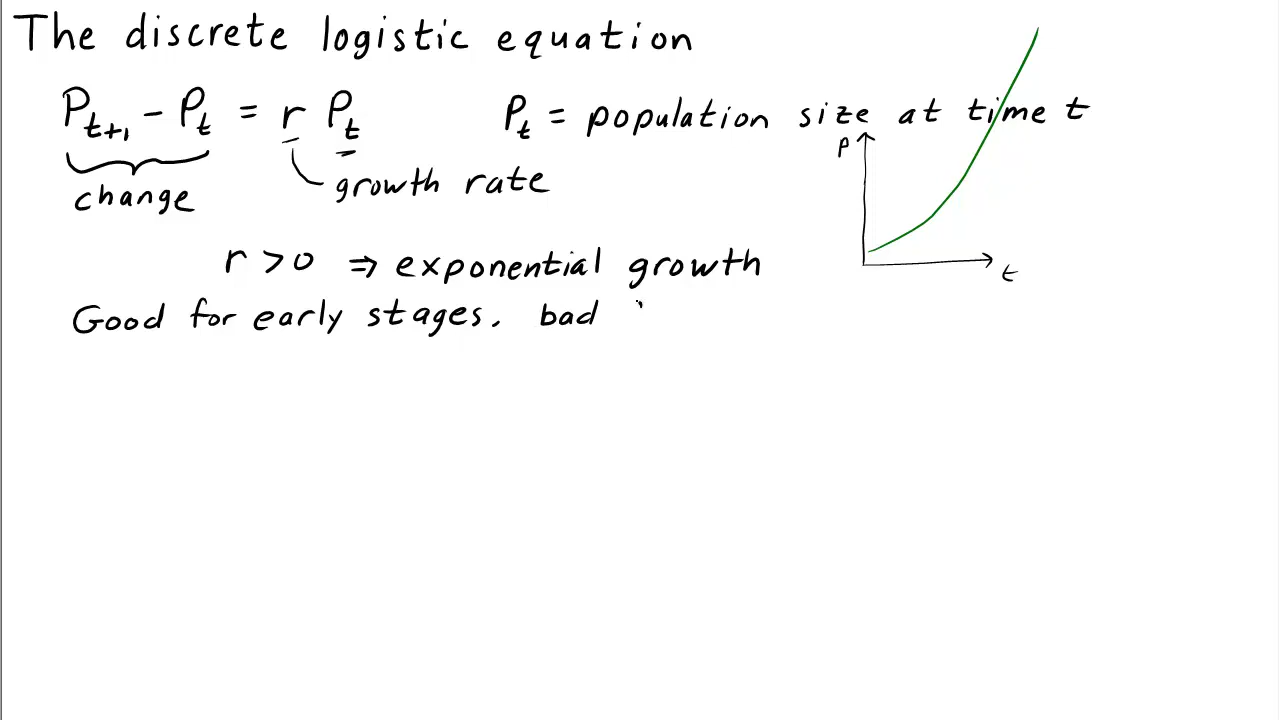 The discrete logistic equation
P_{t+1} - P_t = r P_t
P_t = population size at time t
change
growth rate
P
t
r > 0 ⇒ exponential growth
Good for early stages. bad